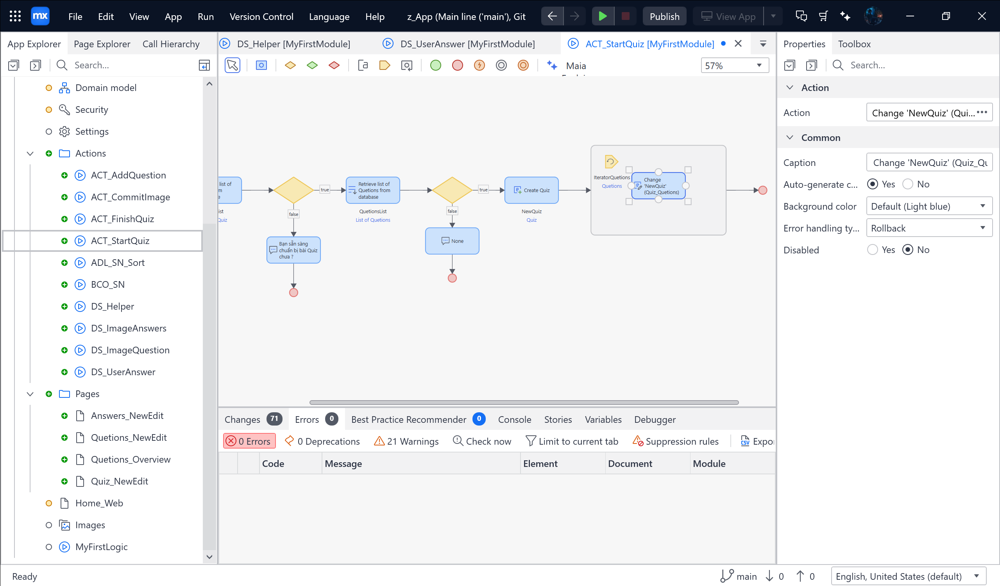 mx File Edit View App Run Version Control Language Help z_App (Main line ('main'), Git Publish View App
App Explorer Page Explorer Call Hierarchy
Search...
Domain model
Security
Settings
Actions
ACT_AddQuestion
ACT_CommitImage
ACT_FinishQuiz
ACT_StartQuiz
ADL_SN_Sort
BCO_SN
DS_Helper
DS_ImageAnswers
DS_ImageQuestion
DS_UserAnswer
Pages
Answers_NewEdit
Quetions_NewEdit
Quetions_Overview
Quiz_NewEdit
Home_Web
Images
MyFirstLogic
DS_Helper [MyFirstModule] DS_UserAnswer [MyFirstModule] ACT_StartQuiz [MyFirstModule]
Maia
57%
list of
m
e
ist
Quiz
true
false
Bạn sẵn sàng
chuẩn bị bài Quiz
chưa ?
Retrieve list of
Quetions from
database
QuetionsList
List of Quetions
true
false
None
Create Quiz
NewQuiz
Quiz
IteratorQuetions
Quetions
Change
'NewQuiz'
(Quiz_Quetions)
Changes 71 Errors 0 Best Practice Recommender 0 Console Stories Variables Debugger
0 Errors 0 Deprecations 21 Warnings Check now Limit to current tab Suppression rules CSV Expor
Code Message Element Document Module
Properties Toolbox
Search...
Action
Action Change 'NewQuiz' (Qui...
Common
Caption Change 'NewQuiz' (Quiz_Qu
Auto-generate c... Yes No
Background color Default (Light blue)
Error handling ty... Rollback
Disabled Yes No
Ready main 0 0 English, United States (default)